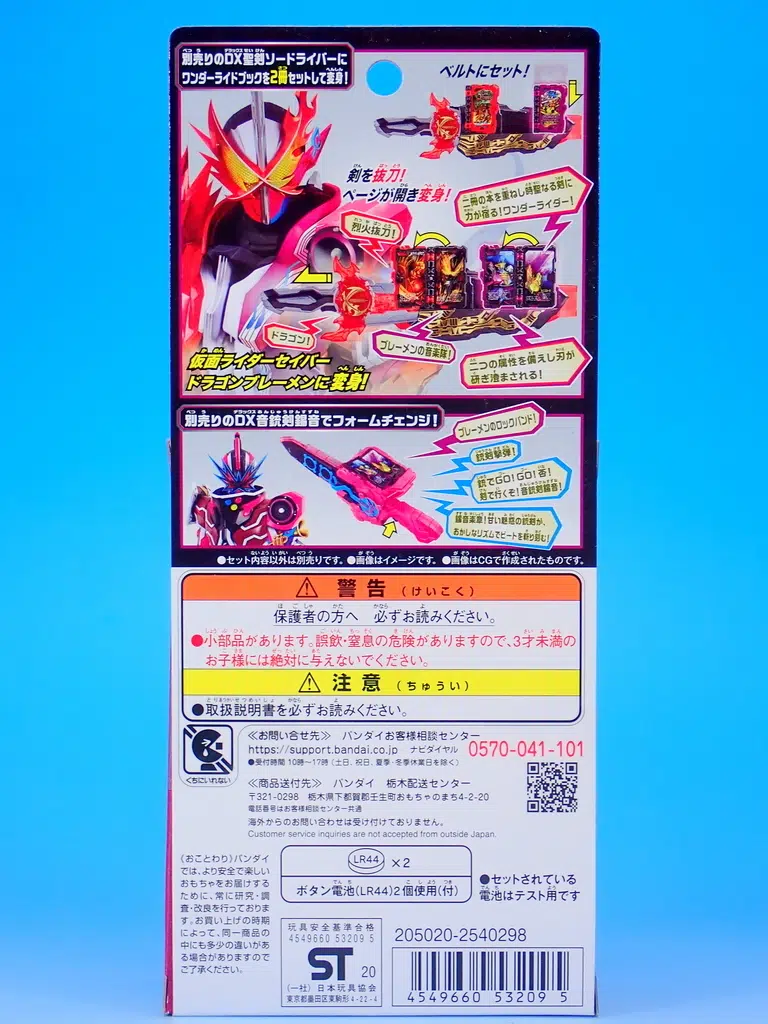 別売りのDX聖剣ソードライバーに
ワンダーライドブックを2冊セットして変身!
ベルトにセット!
剣を抜刀!
ページが開き変身!
二冊の本を重ねし時聖なる剣に
力が宿る!ワンダーライダー!
烈火抜刀!
ドラゴン!
ブレーメンの音楽隊!
二つの属性を備えし刃が
研ぎ澄まされる!
仮面ライダーセイバー
ドラゴンブレーメンに変身!
別売りのDX音銃剣錫音でフォームチェンジ!
ブレーメンのロックバンド!
銃剣撃弾!
銃でGO!GO!否!
剣で行くぞ!音銃剣錫音!
錫音楽章!甘い魅惑の銃剣が、
おかしなリズムでビートを斬り刻む!
●セット内容以外は別売りです。 ●画像はイメージです。 ●画像はCGで作成されたものです。
警告 (けいこく)
保護者の方へ 必ずお読みください。
●小部品があります。誤飲・窒息の危険がありますので、3才未満の
お子様には絶対に与えないでください。
注意 (ちゅうい)
●取扱説明書を必ずお読みください。
くちにいれない
≪お問い合せ先≫ バンダイお客様相談センター
https://support.bandai.co.jp ナビダイヤル 0570-041-101
●受付時間 10時~17時 (土日、祝日、夏季・冬季休業日を除く)
≪商品送付先≫ バンダイ 栃木配送センター
〒321-0298 栃木県下都賀郡壬生町おもちゃのまち4-2-20
電話番号はお客様相談センター共通
海外からのお問い合わせは受け付けておりません。
Customer service inquiries are not accepted from outside Japan.
(おことわり)バンダイ
では、より安全で楽しい
おもちゃをお届けする
ために、常に研究・調
査・改良を行っておりま
す。お買い上げの時期
によって、同一商品の
中にも多少の違いがあ
る場合がありますので
ご了承ください。
LR44 ×2
ボタン電池(LR44)2個使用(付)
●セットされている
電池はテスト用です
玩具安全基準合格
4549660 53209 5
ST 20
(一社) 日本玩具協会
東京都墨田区東駒形4-22-4
205020-2540298
4549660 532095